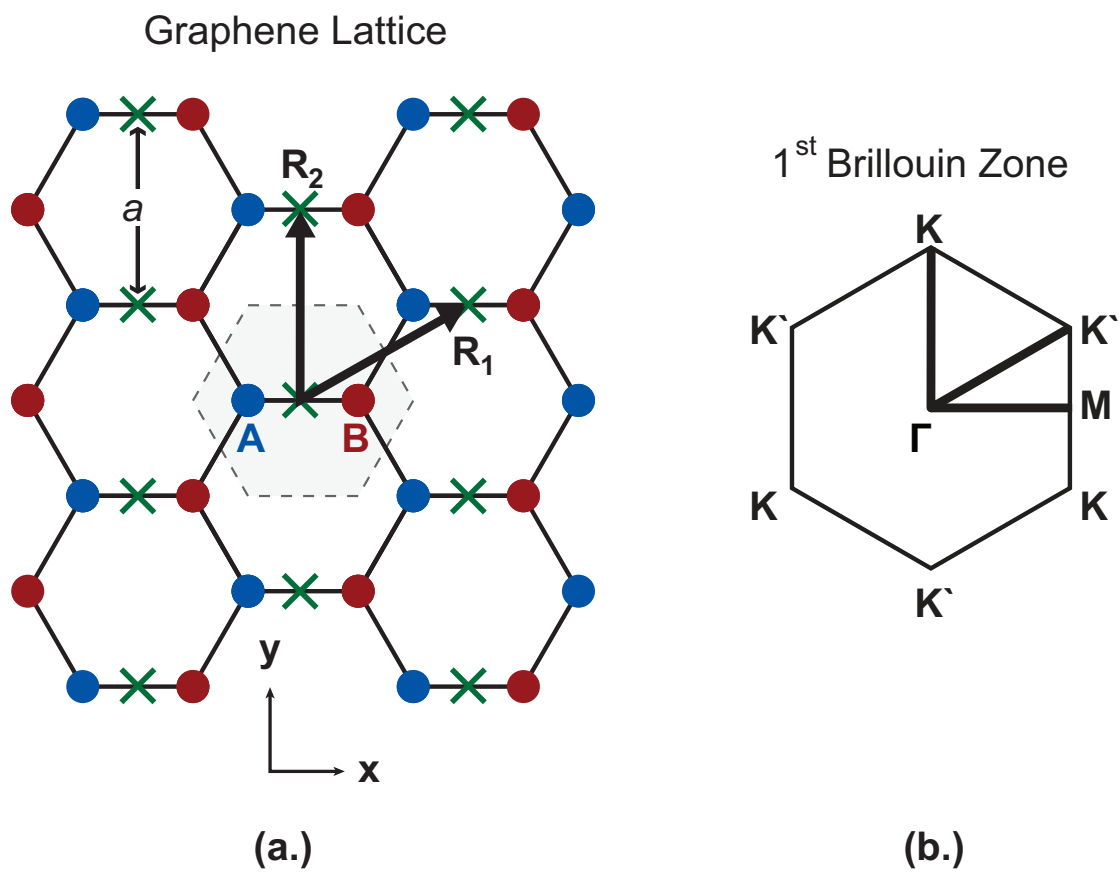 Graphene Lattice
R2
a
R1
A
B
y
x
(a.)
1st Brillouin Zone
K
K`
K`
Γ
M
K
K
K`
(b.)